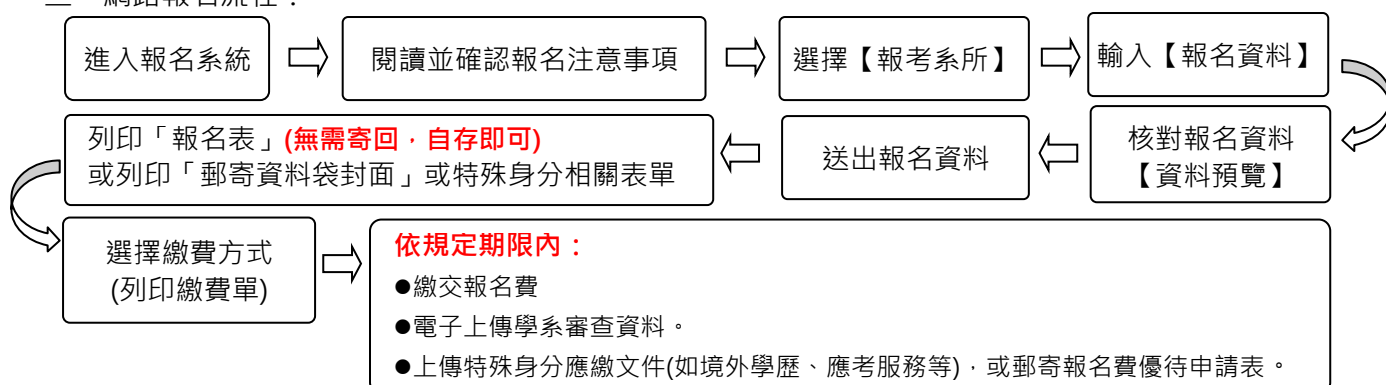 網路報名流程：
進入報名系統
閱讀並確認報名注意事項
選擇【報考系所】
輸入【報名資料】
核對報名資料
【資料預覽】
送出報名資料
列印「報名表」(無需寄回，自存即可)
或列印「郵寄資料袋封面」或特殊身分相關表單
選擇繳費方式
(列印繳費單)
依規定期限內：
●繳交報名費
●電子上傳學系審查資料。
●上傳特殊身分應繳文件(如境外學歷、應考服務等)，或郵寄報名費優待申請表。